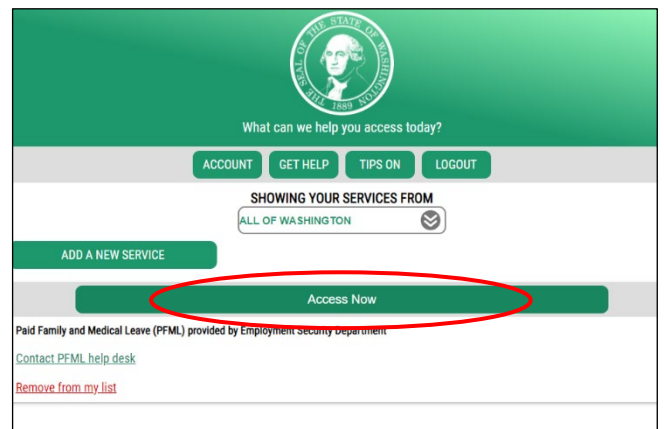 THE SEAL OF THE STATE OF WASHINGTON
1889
What can we help you access today?
ACCOUNT GET HELP TIPS ON LOGOUT
SHOWING YOUR SERVICES FROM
ALL OF WASHINGTON
ADD A NEW SERVICE
Access Now
Paid Family and Medical Leave (PFML) provided by Employment Security Department
Contact PFML help desk
Remove from my list